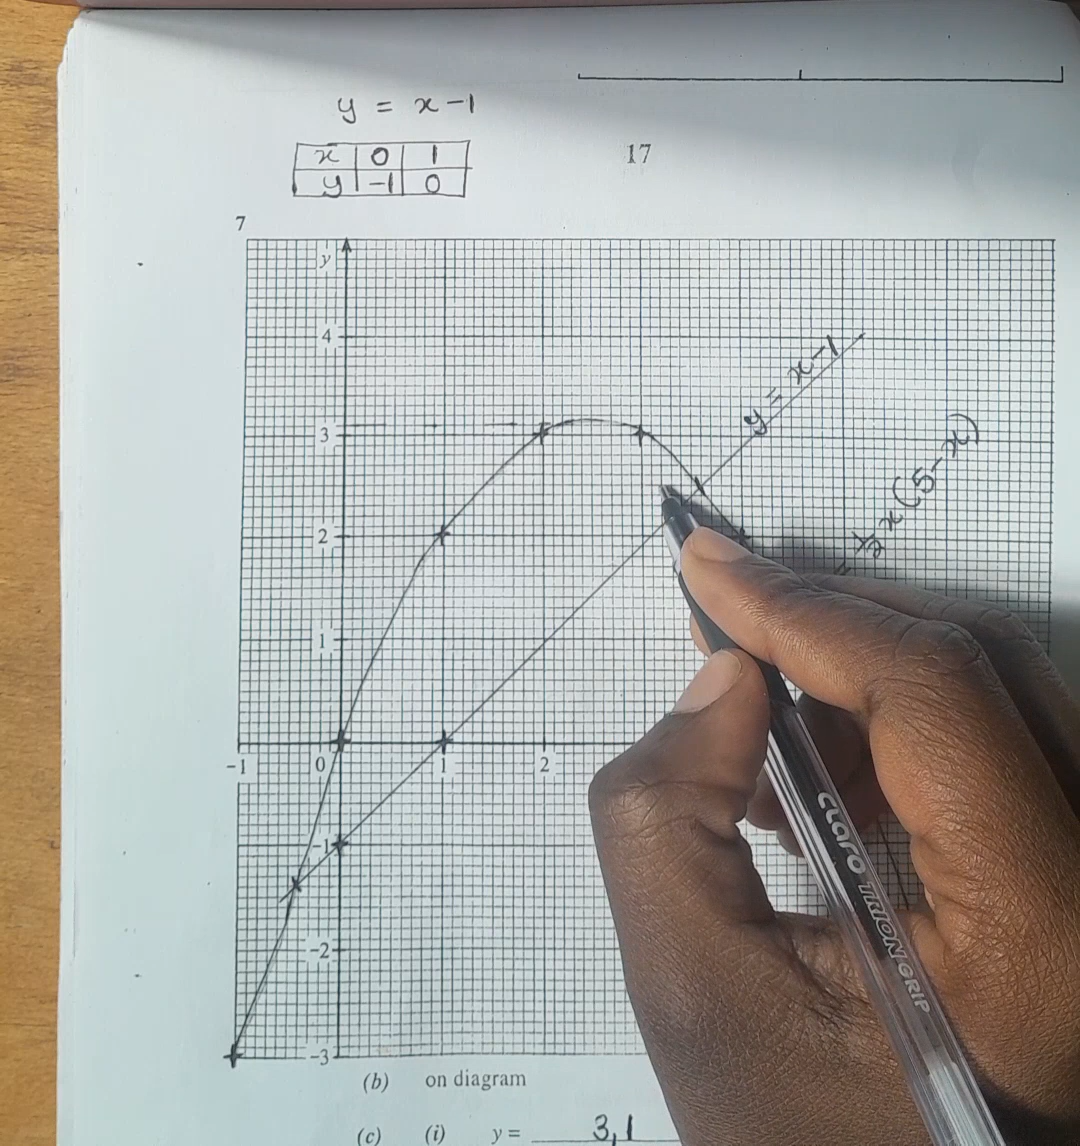 y = x - 1
x 0 1
y -1 0
17
7
y
4
3
2
1
-1 0 1 2
-1
-2
-3
y = x - 1
= ½x(5-x)
CLARO TRION GRIP
(b) on diagram
(c) (i) y = 3,1